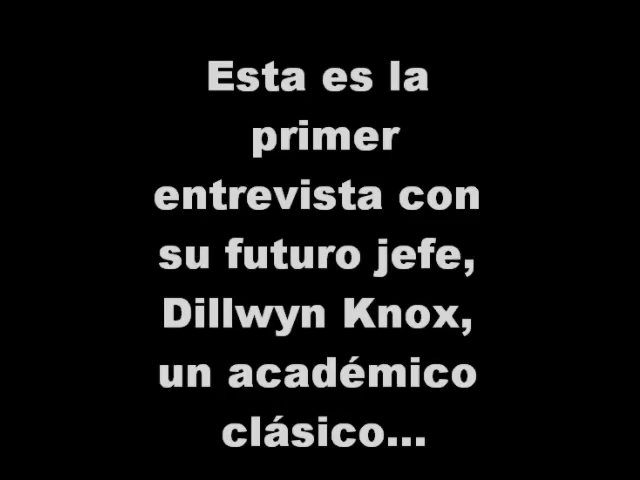 Esta es la
primer
entrevista con
su futuro jefe,
Dillwyn Knox,
un académico
clásico...